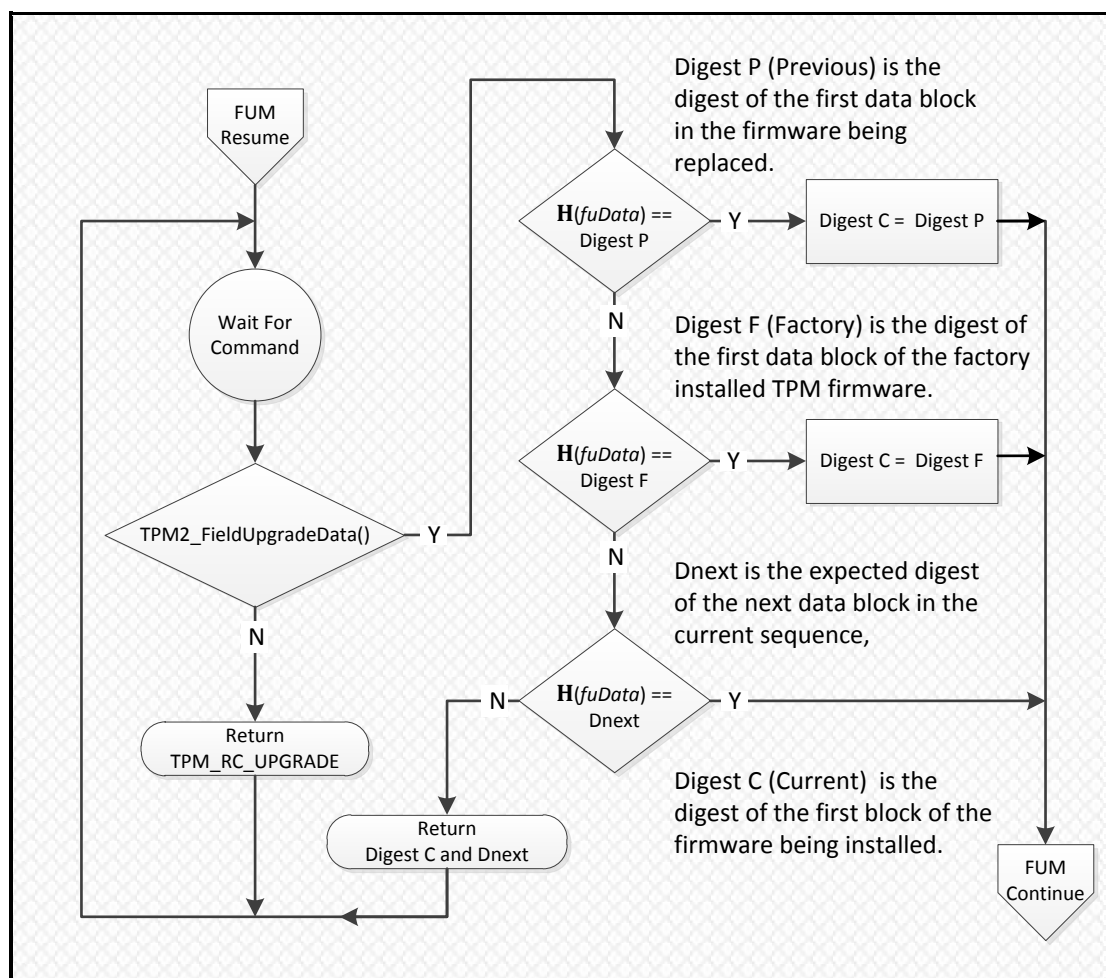 FUM
Resume
Wait For
Command
TPM2_FieldUpgradeData()
Y
N
Return
TPM_RC_UPGRADE
Digest P (Previous) is the
digest of the first data block
in the firmware being
replaced.
H(fuData) ==
Digest P
Y
Digest C = Digest P
N
Digest F (Factory) is the digest of
the first data block of the factory
installed TPM firmware.
H(fuData) ==
Digest F
Y
Digest C = Digest F
N
Dnext is the expected digest
of the next data block in the
current sequence,
H(fuData) ==
Dnext
N
Y
Return
Digest C and Dnext
Digest C (Current) is the
digest of the first block of the
firmware being installed.
FUM
Continue